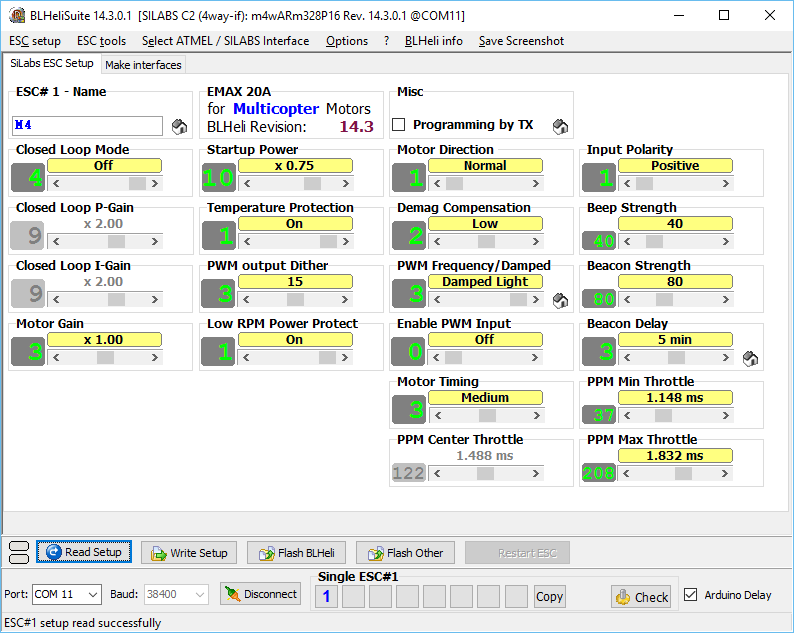 BLHeliSuite 14.3.0.1 [SILABS C2 (4way-if): m4wARm328P16 Rev. 14.3.0.1 @COM11]
ESC setup ESC tools Select ATMEL / SILABS Interface Options ? BLHeli info Save Screenshot
SiLabs ESC Setup Make interfaces
ESC# 1 - Name
M4
EMAX 20A
for Multicopter Motors
BLHeli Revision: 14.3
Misc
Programming by TX
Closed Loop Mode
Off
4
Startup Power
x 0.75
10
Motor Direction
Normal
1
Input Polarity
Positive
1
Closed Loop P-Gain
x 2.00
9
Temperature Protection
On
1
Demag Compensation
Low
2
Beep Strength
40
40
Closed Loop I-Gain
x 2.00
9
PWM output Dither
15
3
PWM Frequency/Damped
Damped Light
3
Beacon Strength
80
80
Motor Gain
x 1.00
3
Low RPM Power Protect
On
1
Enable PWM Input
Off
0
Beacon Delay
5 min
3
Motor Timing
Medium
3
PPM Min Throttle
1.148 ms
37
PPM Center Throttle
1.488 ms
122
PPM Max Throttle
1.832 ms
208
Read Setup Write Setup Flash BLHeli Flash Other Restart ESC
Single ESC#1
Port: COM 11 Baud: 38400 Disconnect 1 Copy Check Arduino Delay
ESC#1 setup read successfully